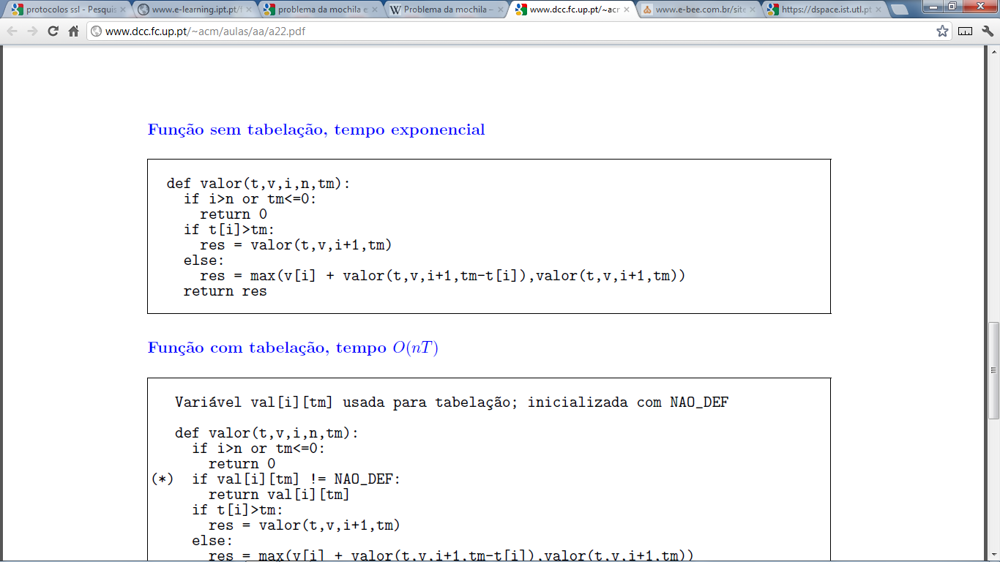 protocolos ssl - Pesquis
www.e-learning.ipt.pt/f
problema da mochila e
Problema da mochila –
www.dcc.fc.up.pt/~acm
www.e-bee.com.br/site
https://dspace.ist.utl.pt
www.dcc.fc.up.pt/~acm/aulas/aa/a22.pdf
Função sem tabelação, tempo exponencial
def valor(t,v,i,n,tm):
if i>n or tm<=0:
return 0
if t[i]>tm:
res = valor(t,v,i+1,tm)
else:
res = max(v[i] + valor(t,v,i+1,tm-t[i]),valor(t,v,i+1,tm))
return res
Função com tabelação, tempo O(nT)
Variável val[i][tm] usada para tabelação; inicializada com NAO_DEF
def valor(t,v,i,n,tm):
if i>n or tm<=0:
return 0
(*) if val[i][tm] != NAO_DEF:
return val[i][tm]
if t[i]>tm:
res = valor(t,v,i+1,tm)
else:
res = max(v[i] + valor(t,v,i+1,tm-t[i]),valor(t,v,i+1,tm))